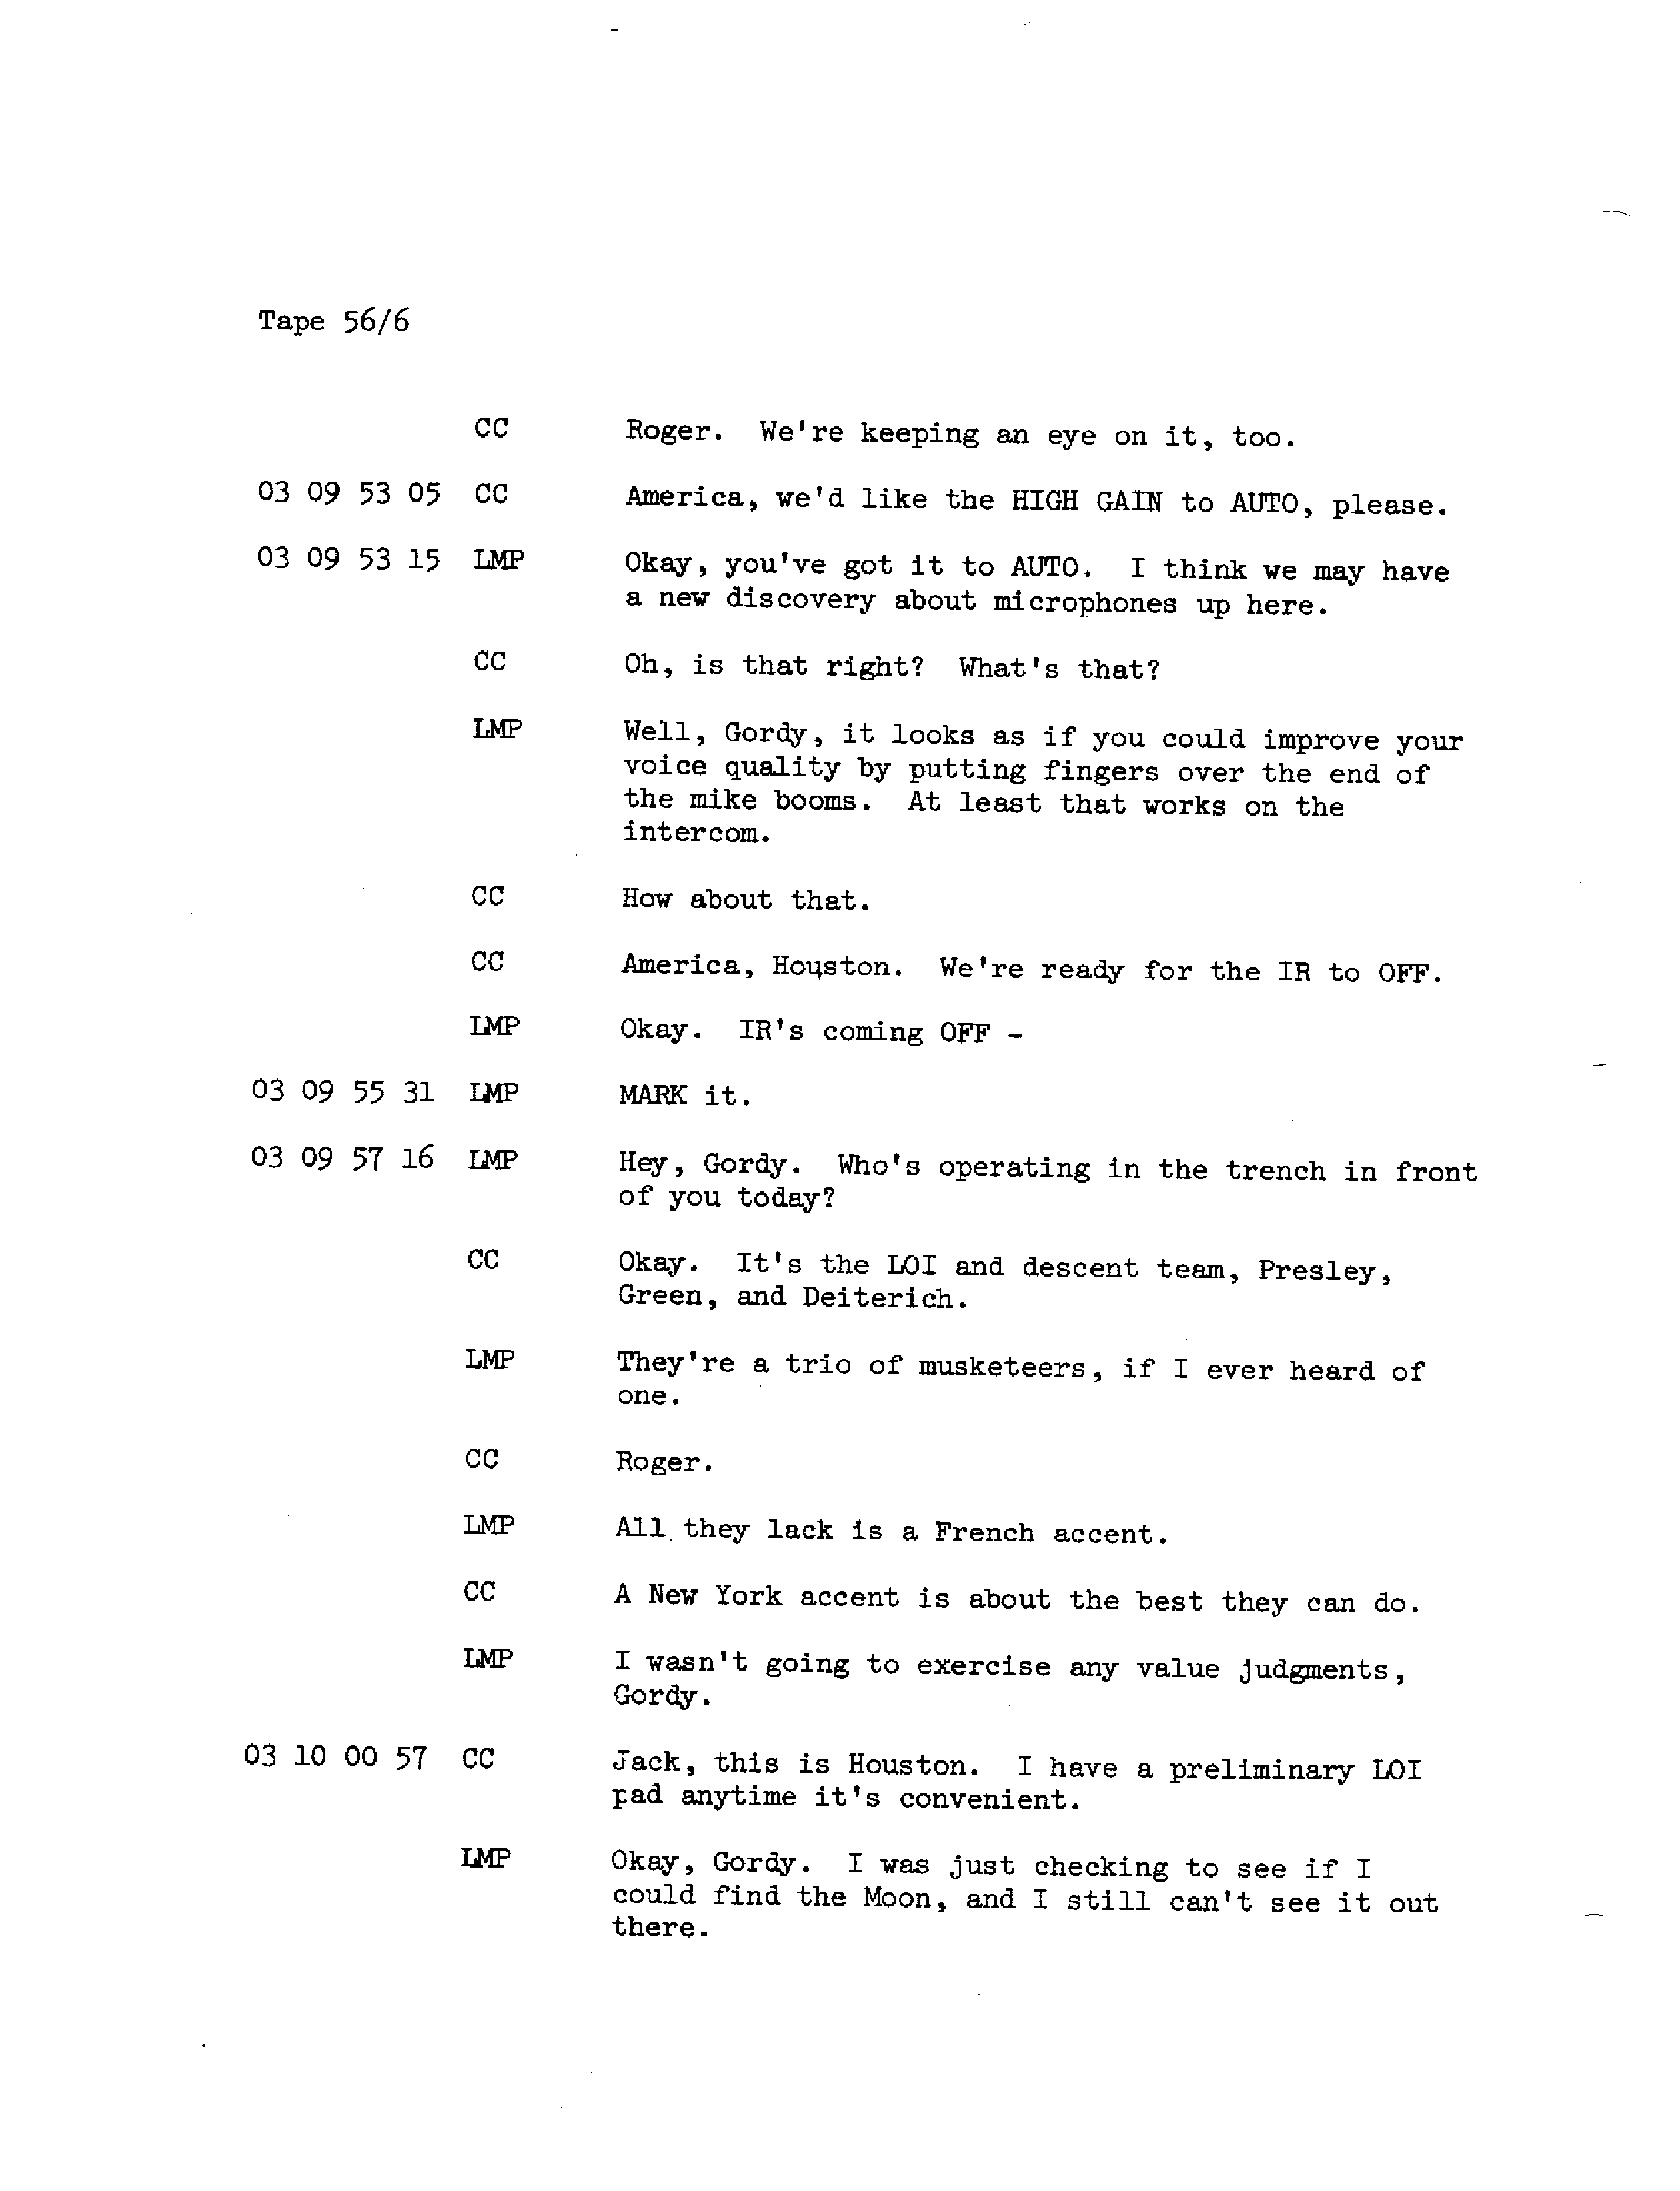 Tape 56/6
CC Roger. We're keeping an eye on it, too.
03 09 53 05 CC America, we'd like the HIGH GAIN to AUTO, please.
03 09 53 15 LMP Okay, you've got it to AUTO. I think we may have
a new discovery about microphones up here.
CC Oh, is that right? What's that?
LMP Well, Gordy, it looks as if you could improve your
voice quality by putting fingers over the end of
the mike booms. At least that works on the
intercom.
CC How about that.
CC America, Houston. We're ready for the IR to OFF.
LMP Okay. IR's coming OFF -
03 09 55 31 LMP MARK it.
03 09 57 16 LMP Hey, Gordy. Who's operating in the trench in front
of you today?
CC Okay. It's the LOI and descent team, Presley,
Green, and Deiterich.
LMP They're a trio of musketeers, if I ever heard of
one.
CC Roger.
LMP All they lack is a French accent.
CC A New York accent is about the best they can do.
LMP I wasn't going to exercise any value judgments,
Gordy.
03 10 00 57 CC Jack, this is Houston. I have a preliminary LOI
pad anytime it's convenient.
LMP Okay, Gordy. I was just checking to see if I
could find the Moon, and I still can't see it out
there.